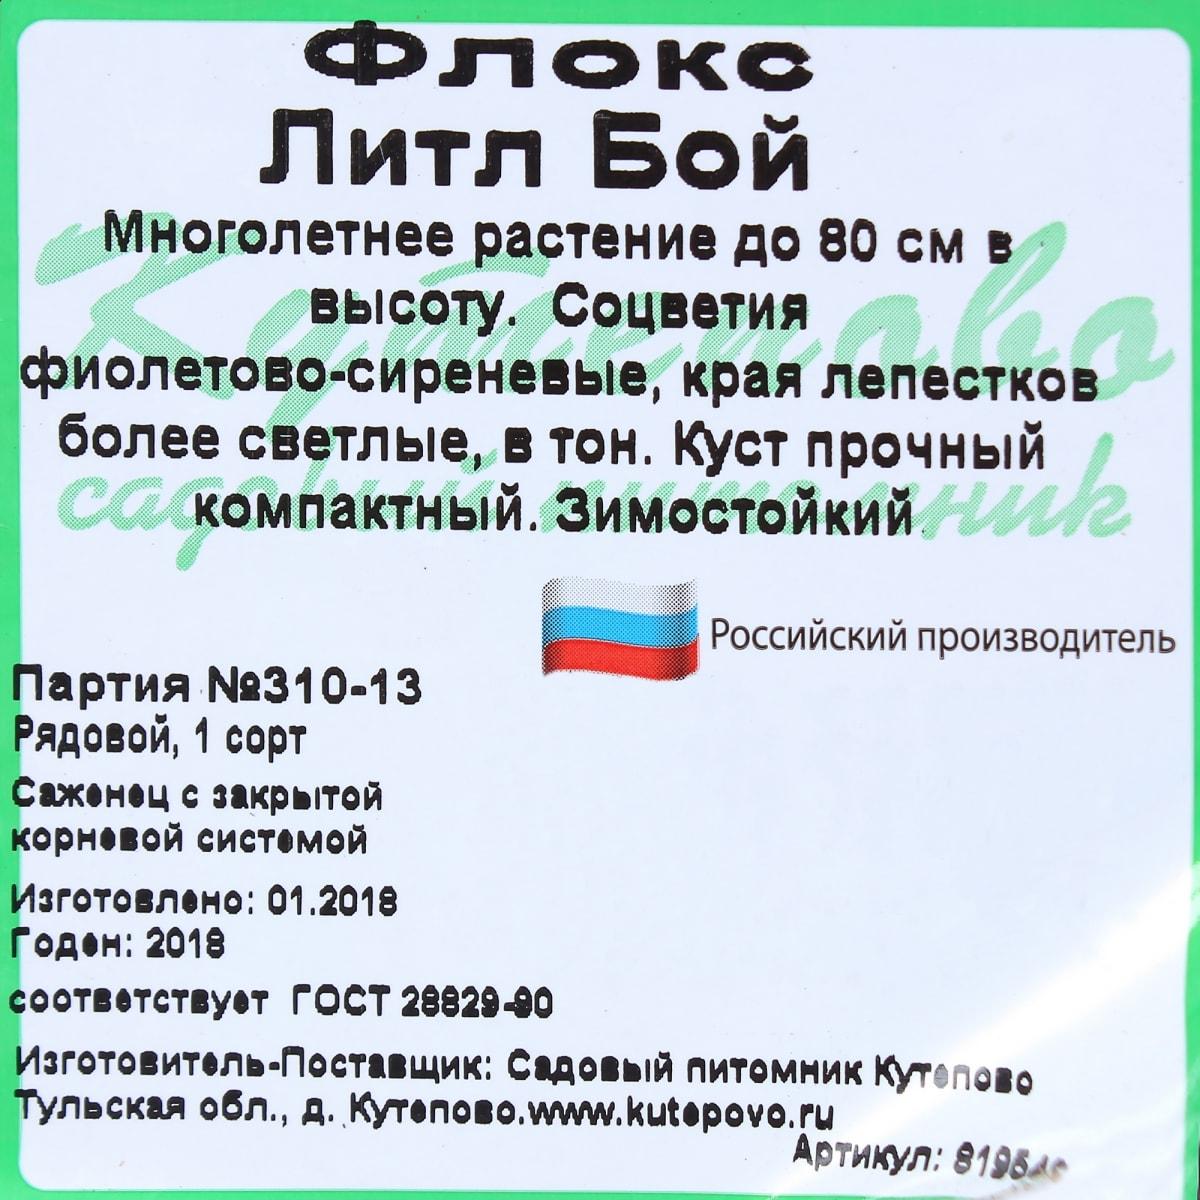 Флокс
Литл Бой
Многолетнее растение до 80 см в
высоту. Соцветия
фиолетово-сиреневые, края лепестков
более светлые, в тон. Куст прочный
компактный. Зимостойкий.
Кутепово
садовый питомник
Российский производитель
Партия №310-13
Рядовой, 1 сорт
Саженец с закрытой
корневой системой
Изготовлено: 01.2018
Годен: 2018
соответствует ГОСТ 28829-90
Изготовитель-Поставщик: Садовый питомник Кутепово
Тульская обл., д. Кутепово.www.kutepovo.ru
Артикул: